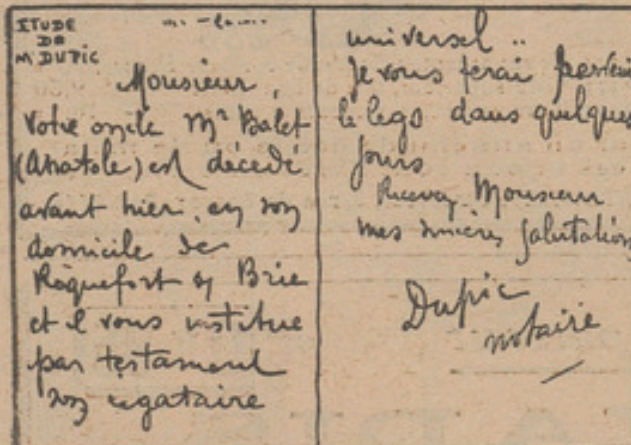 ETUDE
DE
M DUPIC
Monsieur,
Votre oncle Mr Balet
(Anatole) est décédé
avant hier, en son
domicile de
Roquefort en Brie
et il vous institue
par testament
son légataire
universel ..
Je vous ferai parvenir
le legs dans quelques
jours
Recevez Monsieur
mes sincères salutations
Dupic
notaire